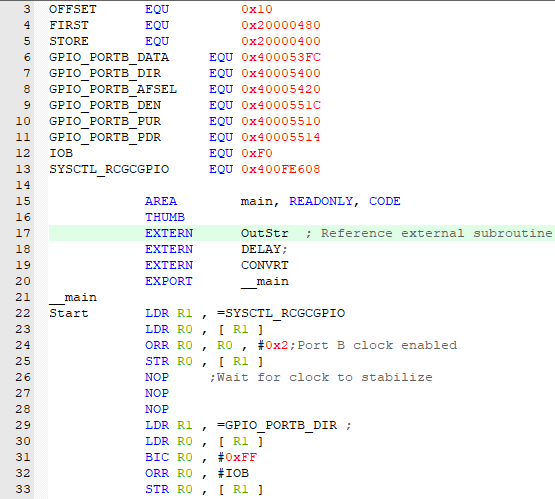 3 OFFSET EQU 0x10
4 FIRST EQU 0x20000480
5 STORE EQU 0x20000400
6 GPIO_PORTB_DATA EQU 0x400053FC
7 GPIO_PORTB_DIR EQU 0x40005400
8 GPIO_PORTB_AFSEL EQU 0x40005420
9 GPIO_PORTB_DEN EQU 0x4000551C
10 GPIO_PORTB_PUR EQU 0x40005510
11 GPIO_PORTB_PDR EQU 0x40005514
12 IOB EQU 0xF0
13 SYSCTL_RCGCGPIO EQU 0x400FE608
14
15 AREA main, READONLY, CODE
16 THUMB
17 EXTERN OutStr ; Reference external subroutine
18 EXTERN DELAY;
19 EXTERN CONVRT
20 EXPORT __main
21 __main
22 Start LDR R1 , =SYSCTL_RCGCGPIO
23 LDR R0 , [ R1 ]
24 ORR R0 , R0 , #0x2;Port B clock enabled
25 STR R0 , [ R1 ]
26 NOP ;Wait for clock to stabilize
27 NOP
28 NOP
29 LDR R1 , =GPIO_PORTB_DIR ;
30 LDR R0 , [ R1 ]
31 BIC R0 , #0xFF
32 ORR R0 , #IOB
33 STR R0 , [ R1 ]